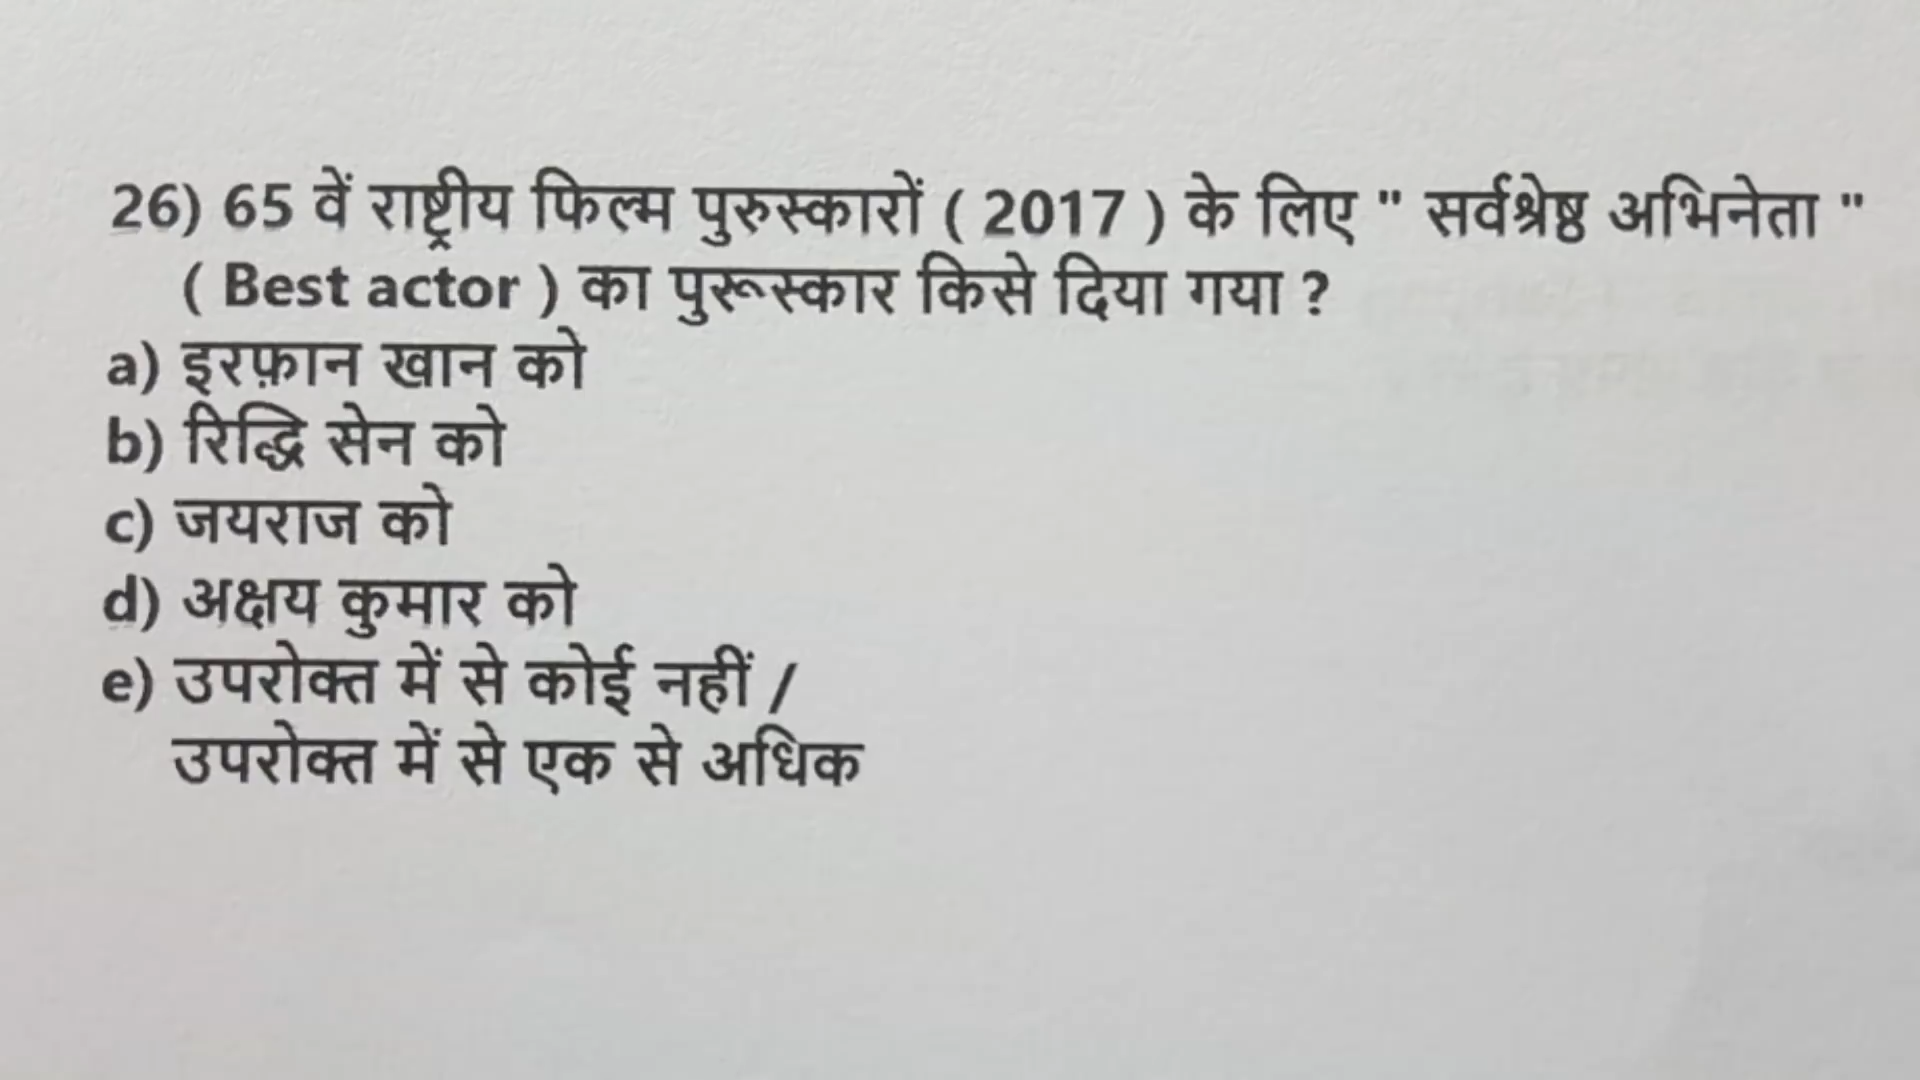 26) 65 वें राष्ट्रीय फिल्म पुरुस्कारों ( 2017 ) के लिए " सर्वश्रेष्ठ अभिनेता "
( Best actor ) का पुरूस्कार किसे दिया गया ?
a) इरफ़ान खान को
b) रिद्धि सेन को
c) जयराज को
d) अक्षय कुमार को
e) उपरोक्त में से कोई नहीं /
उपरोक्त में से एक से अधिक